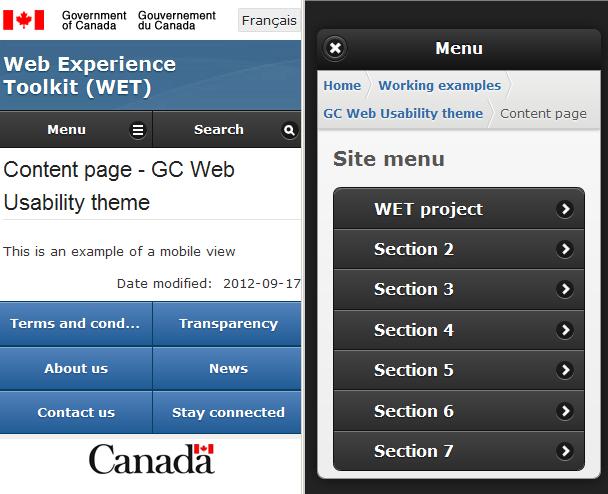 Government of Canada
Gouvernement du Canada
Français
Web Experience
Toolkit (WET)
Menu
Search
Content page - GC Web
Usability theme
This is an example of a mobile view
Date modified: 2012-09-17
Terms and cond...
Transparency
About us
News
Contact us
Stay connected
Canada
Menu
Home
Working examples
GC Web Usability theme
Content page
Site menu
WET project
Section 2
Section 3
Section 4
Section 5
Section 6
Section 7